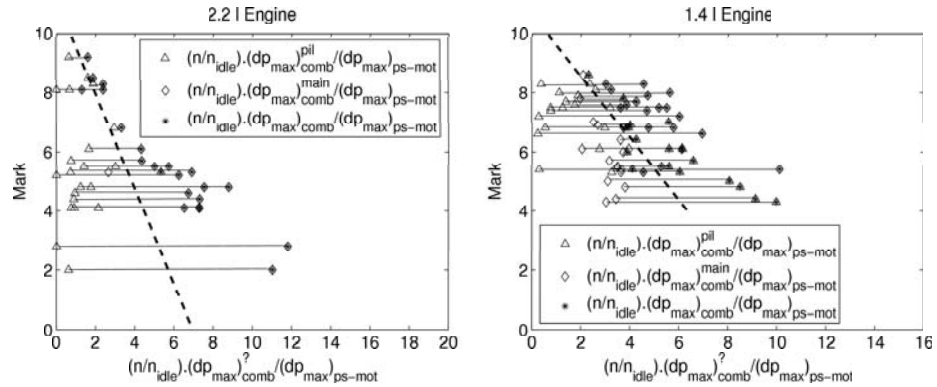 2.2 l Engine
10
8
6
4
2
0
Mark
(n/n_idle).(dp_max)^pil_comb/(dp_max)_ps-mot
(n/n_idle).(dp_max)^main_comb/(dp_max)_ps-mot
(n/n_idle).(dp_max)_comb/(dp_max)_ps-mot
0 2 4 6 8 10 12 14 16 18 20
(n/n_idle).(dp_max)^?_comb/(dp_max)_ps-mot
1.4 l Engine
10
8
6
4
2
0
Mark
(n/n_idle).(dp_max)^pil_comb/(dp_max)_ps-mot
(n/n_idle).(dp_max)^main_comb/(dp_max)_ps-mot
(n/n_idle).(dp_max)_comb/(dp_max)_ps-mot
0 2 4 6 8 10 12 14 16
(n/n_idle).(dp_max)^?_comb/(dp_max)_ps-mot